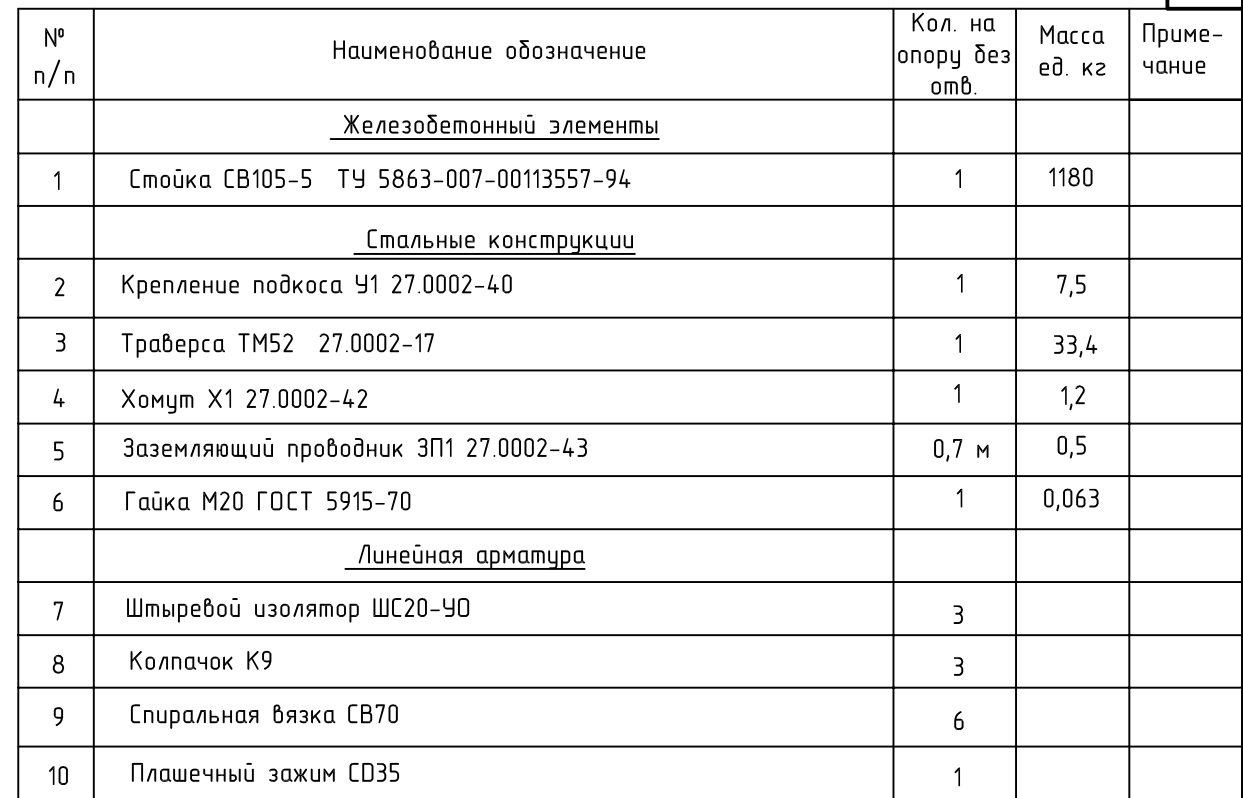 № п/п Наименование обозначение Кол. на опору без отв. Масса ед. кг Приме- чание
Железобетонный элементы
1 Стойка СВ105-5 ТУ 5863-007-00113557-94 1 1180
Стальные конструкции
2 Крепление подкоса У1 27.0002-40 1 7,5
3 Траверса ТМ52 27.0002-17 1 33,4
4 Хомут Х1 27.0002-42 1 1,2
5 Заземляющий проводник ЗП1 27.0002-43 0,7 м 0,5
6 Гайка М20 ГОСТ 5915-70 1 0,063
Линейная арматура
7 Штыревой изолятор ШС20-УО 3
8 Колпачок К9 3
9 Спиральная вязка СВ70 6
10 Плашечный зажим CD35 1